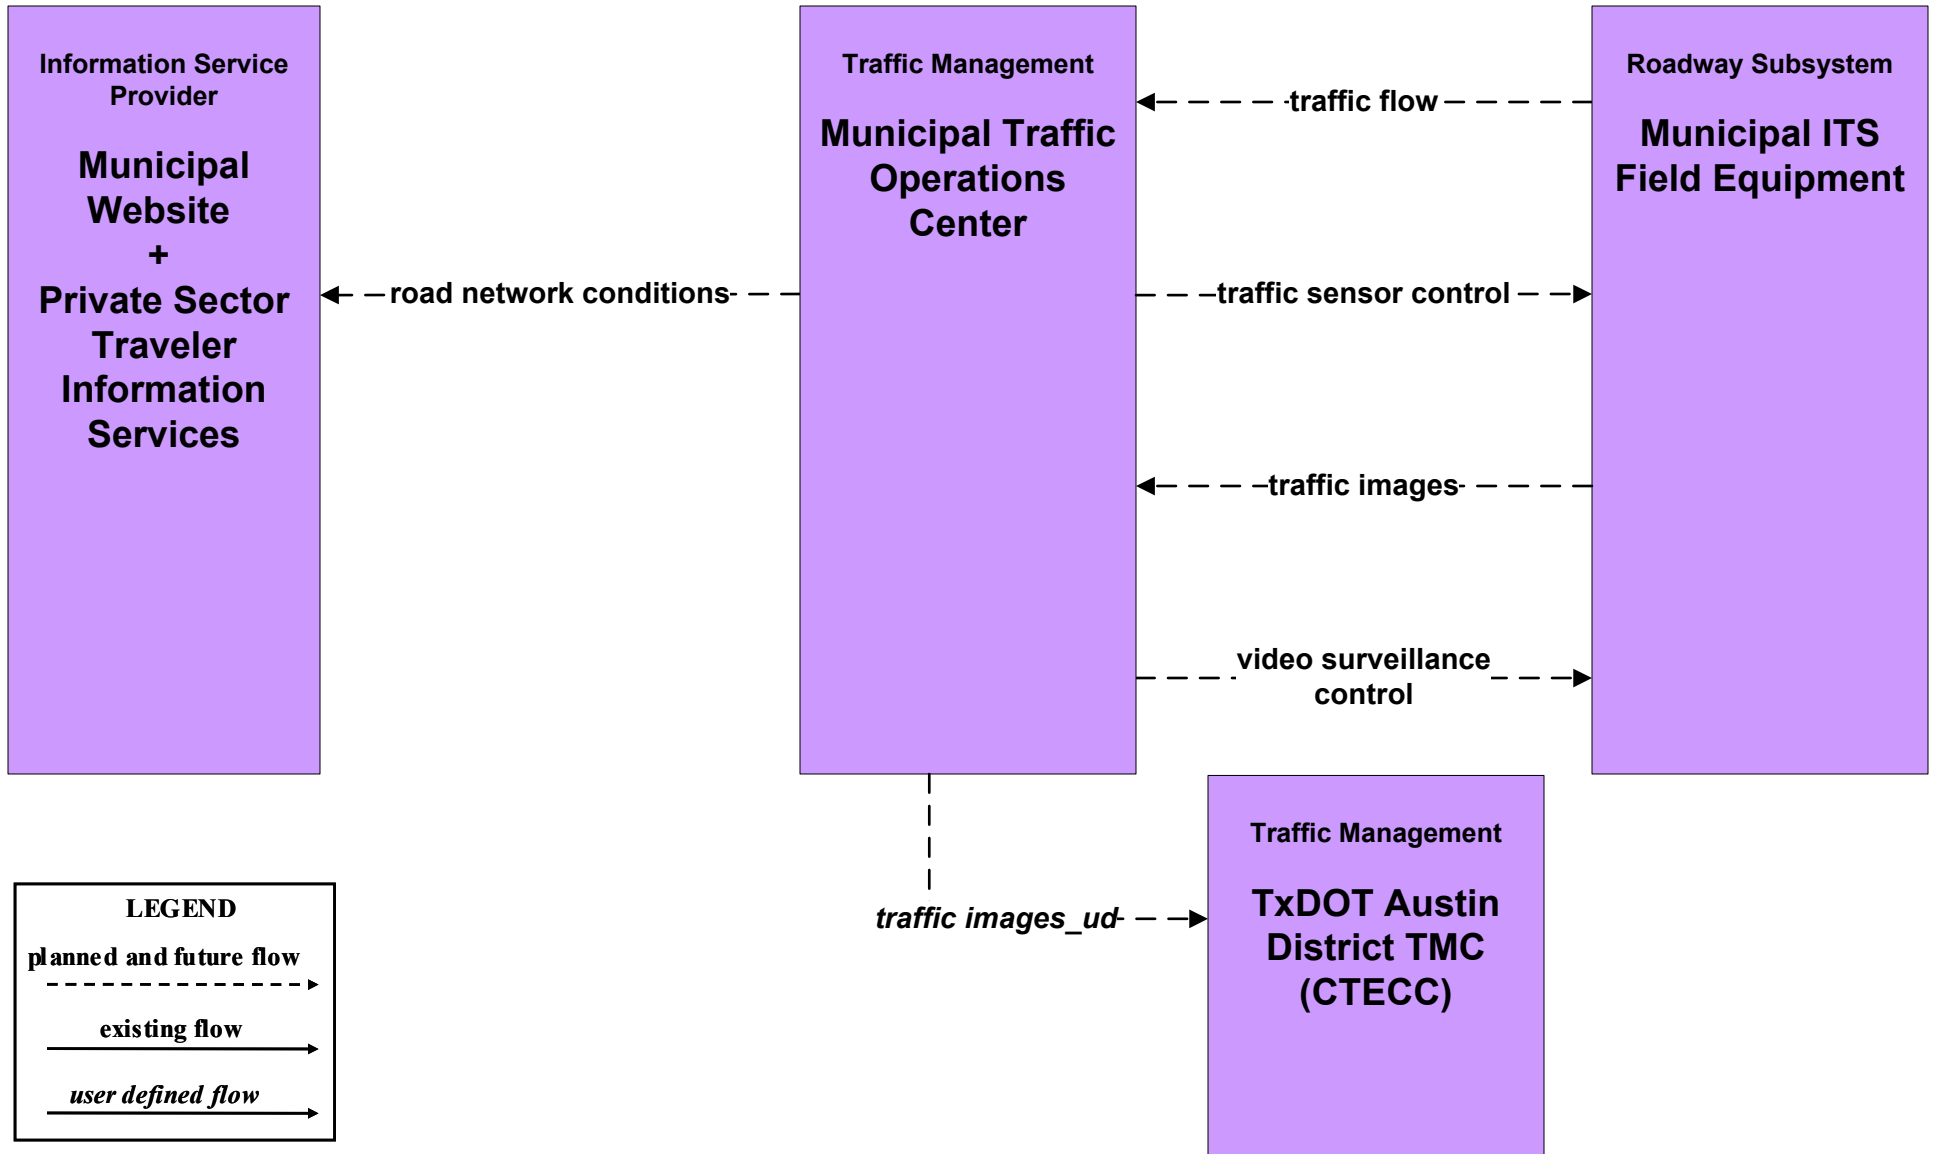 Information Service
Provider
Municipal
Website
+
Private Sector
Traveler
Information
Services
road network conditions
Traffic Management
Municipal Traffic
Operations
Center
traffic flow
traffic sensor control
traffic images
video surveillance
control
Roadway Subsystem
Municipal ITS
Field Equipment
traffic images_ud
Traffic Management
TxDOT Austin
District TMC
(CTECC)
LEGEND
planned and future flow
existing flow
user defined flow